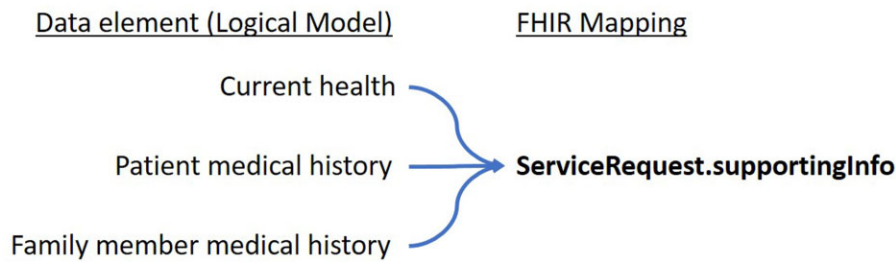 Data element (Logical Model) FHIR Mapping
Current health
Patient medical history ServiceRequest.supportingInfo
Family member medical history